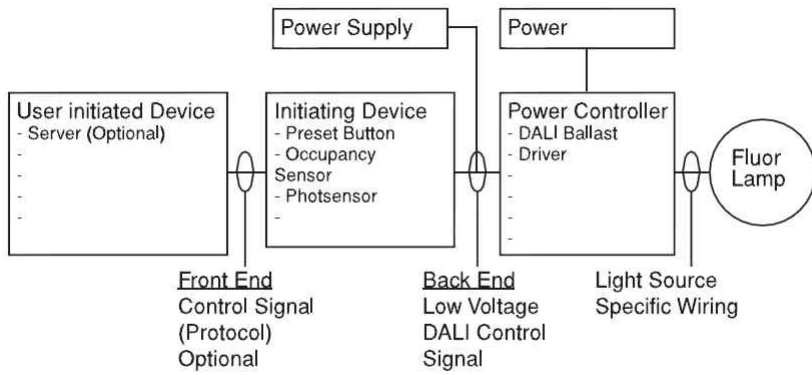 Power Supply
Power
User initiated Device
- Server (Optional)
-
-
-
-
Initiating Device
- Preset Button
- Occupancy
Sensor
- Photsensor
-
Power Controller
- DALI Ballast
- Driver
-
-
-
-
Fluor
Lamp
Front End
Control Signal
(Protocol)
Optional
Back End
Low Voltage
DALI Control
Signal
Light Source
Specific Wiring